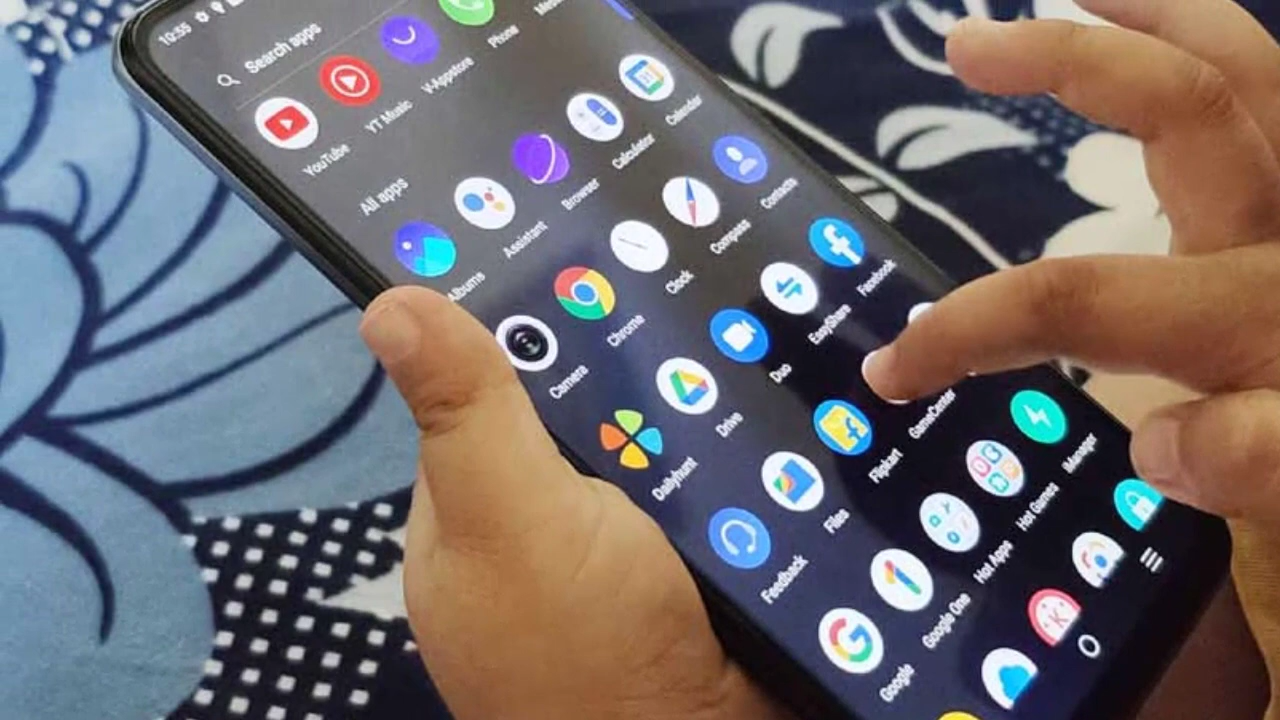 10:55
Search apps
YouTube
YT Music
V-Appstore
Phone
All apps
Albums
Assistant
Browser
Calculator
Calendar
Camera
Chrome
Clock
Compass
Contacts
Dailyhunt
Drive
Duo
EasyShare
Facebook
Feedback
Files
Flipkart
GameCenter
Google
Google One
Hot Apps
Hot Games
iManager